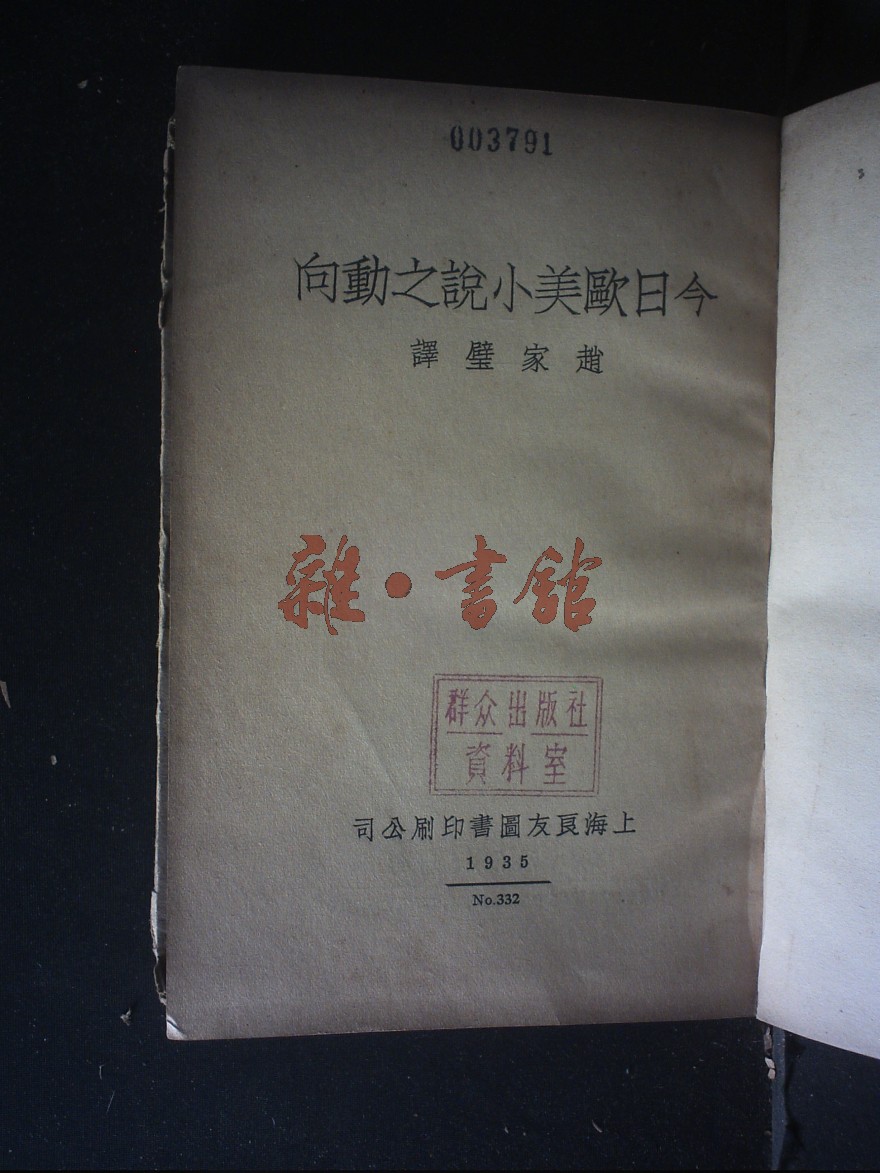 003791
今日歐美小說之動向
趙家璧譯
雜·書館
群众出版社
資料室
上海良友圖書印刷公司
1935
No.332